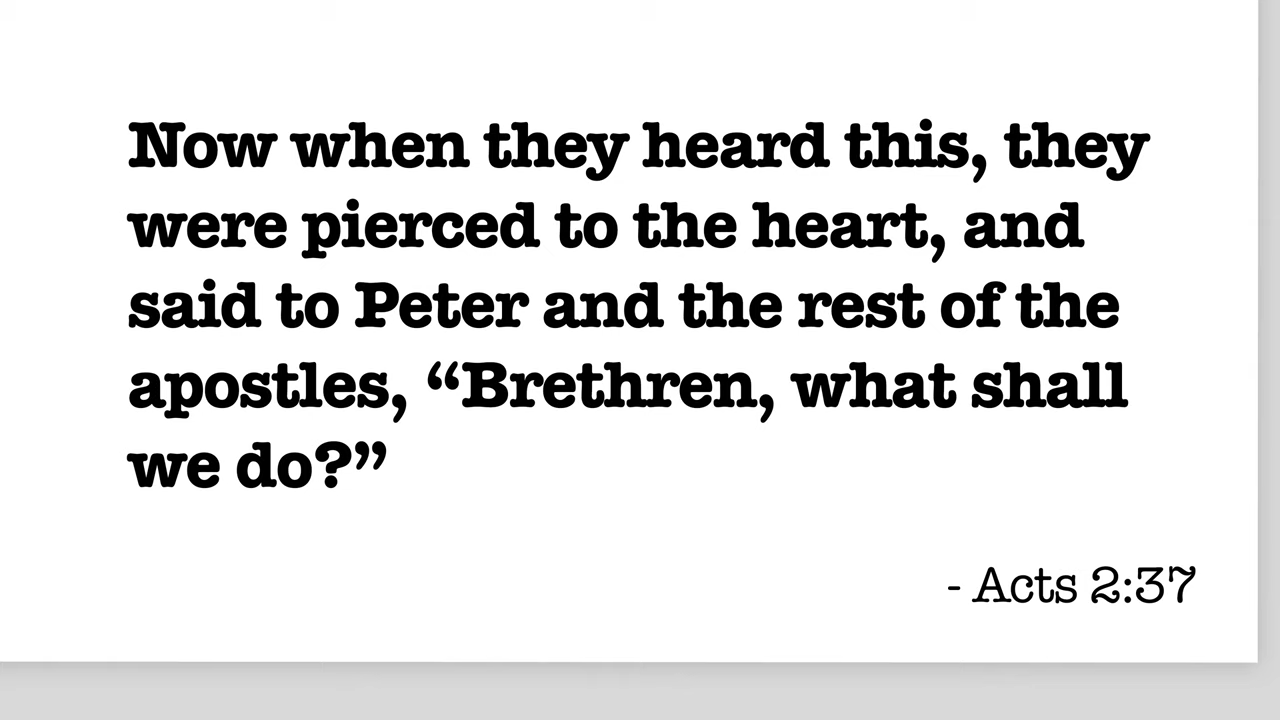 Now when they heard this, they
were pierced to the heart, and
said to Peter and the rest of the
apostles, “Brethren, what shall
we do?”
- Acts 2:37